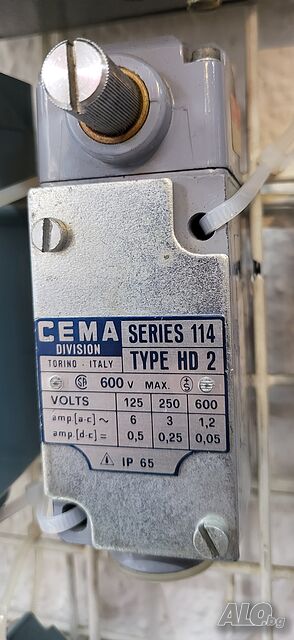 CEMA SERIES 114
DIVISION TYPE HD 2
TORINO - ITALY
600 V MAX.
VOLTS 125 250 600
amp.[a-c] ~ 6 3 1,2
amp.[d-c] = 0,5 0,25 0,05
IP 65
ALO.bg